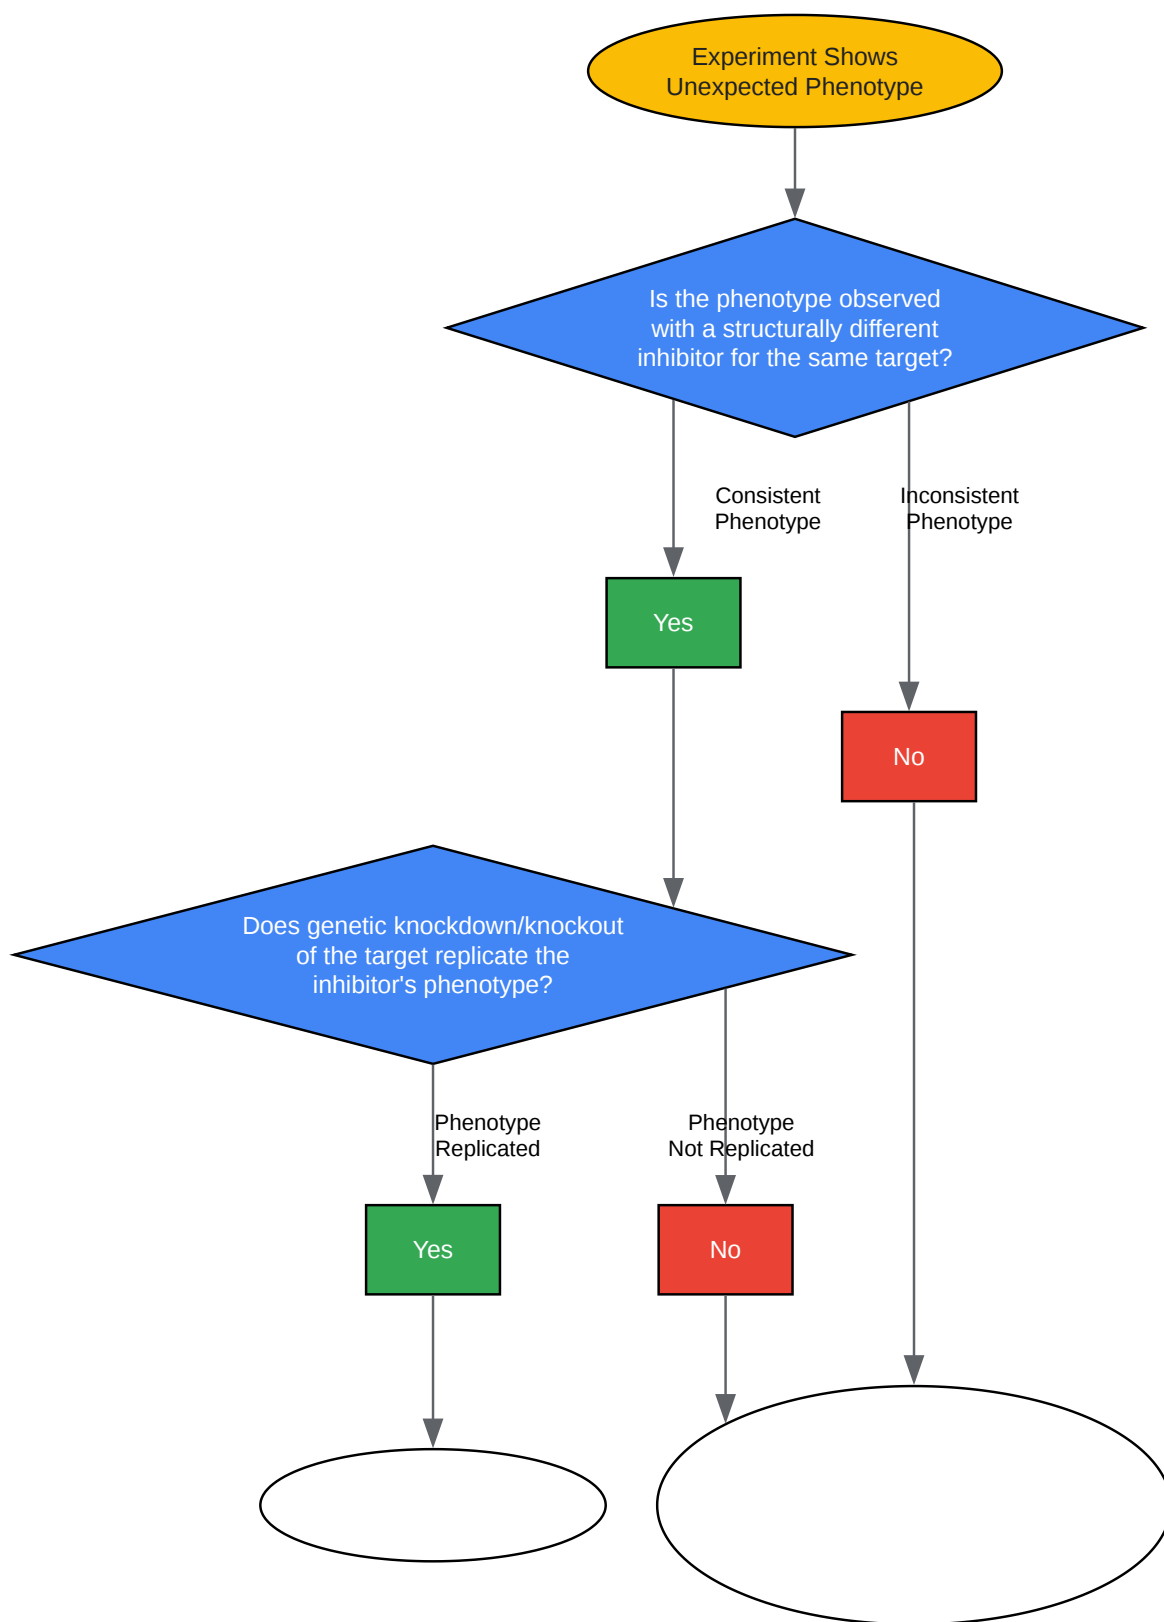 Experiment Shows
Unexpected Phenotype
Is the phenotype observed
with a structurally different
inhibitor for the same target?
Consistent
Phenotype
Inconsistent
Phenotype
Yes
No
Does genetic knockdown/knockout
of the target replicate the
inhibitor's phenotype?
Phenotype
Replicated
Phenotype
Not Replicated
Yes
No